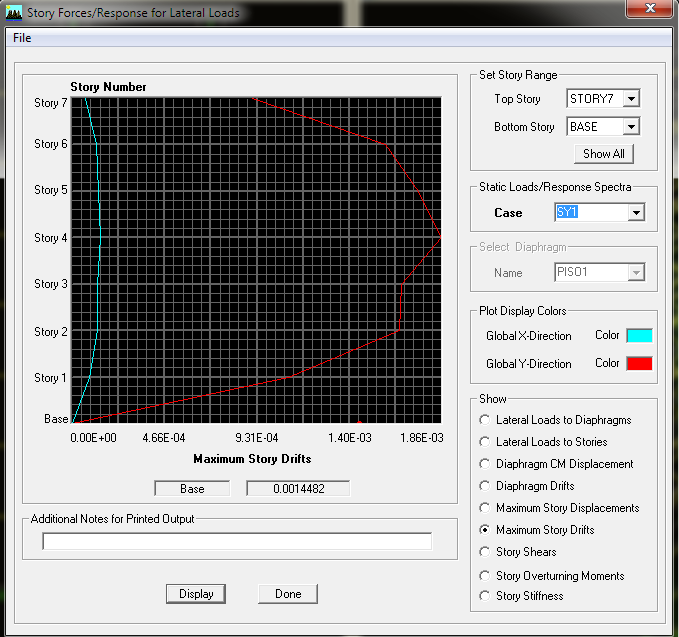 Story Forces/Response for Lateral Loads
File
Story Number
Story 7
Story 6
Story 5
Story 4
Story 3
Story 2
Story 1
Base
0.00E+00 4.66E-04 9.31E-04 1.40E-03 1.86E-03
Maximum Story Drifts
Base 0.0014482
Additional Notes for Printed Output
Display Done
Set Story Range
Top Story STORY7
Bottom Story BASE
Show All
Static Loads/Response Spectra
Case SY1
Select Diaphragm
Name PISO1
Plot Display Colors
Global X-Direction Color
Global Y-Direction Color
Show
Lateral Loads to Diaphragms
Lateral Loads to Stories
Diaphragm CM Displacement
Diaphragm Drifts
Maximum Story Displacements
Maximum Story Drifts
Story Shears
Story Overturning Moments
Story Stiffness